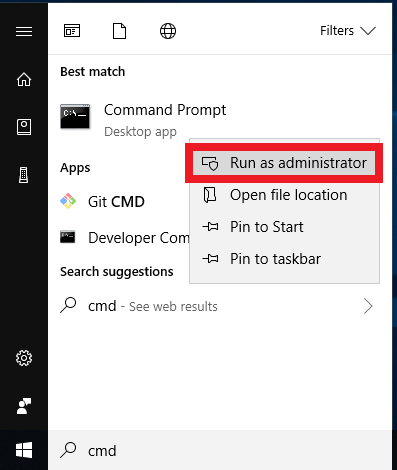 Filters
Best match
Command Prompt
Desktop app
Run as administrator
Open file location
Pin to Start
Pin to taskbar
Apps
Git CMD
Developer Com
Search suggestions
cmd - See web results
cmd